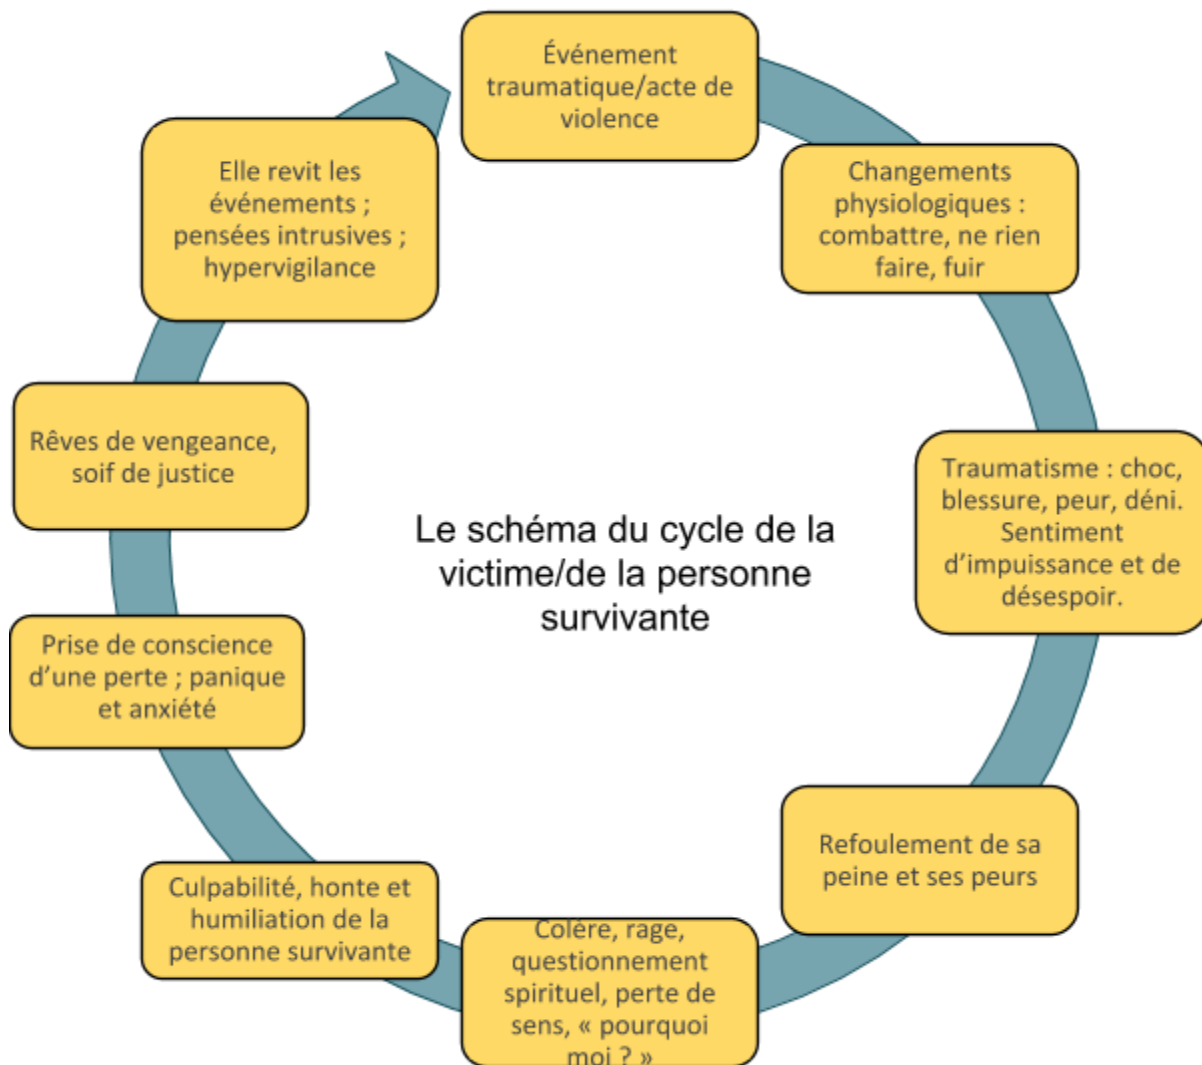 Événement
traumatique/acte de
violence
Changements
physiologiques :
combattre, ne rien
faire, fuir
Traumatisme : choc,
blessure, peur, déni.
Sentiment
d’impuissance et de
désespoir.
Refoulement de sa
peine et ses peurs
Colère, rage,
questionnement
spirituel, perte de
sens, « pourquoi
moi ? »
Culpabilité, honte et
humiliation de la
personne survivante
Prise de conscience
d’une perte ; panique
et anxiété
Rêves de vengeance,
soif de justice
Elle revit les
événements ;
pensées intrusives ;
hypervigilance
Le schéma du cycle de la
victime/de la personne
survivante